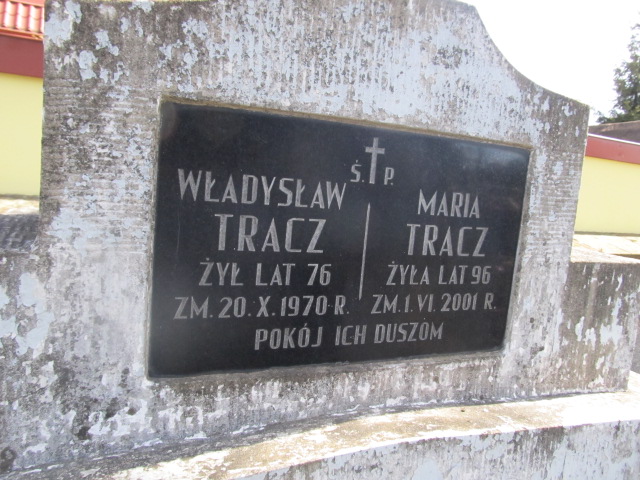 Ś. P.
WŁADYSŁAW
TRACZ
ŻYŁ LAT 76
ZM. 20. X. 1970 R.
MARIA
TRACZ
ŻYŁA LAT 96
ZM. 1. VI. 2001 R.
POKÓJ ICH DUSZOM